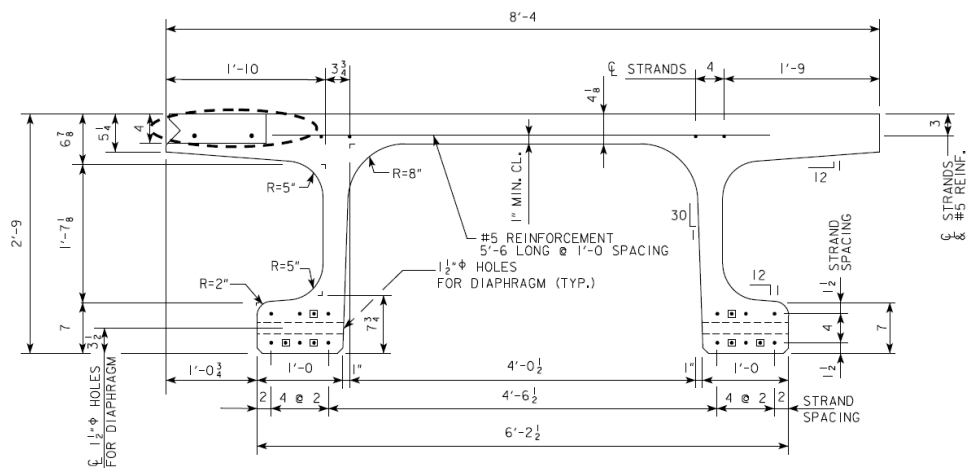 8'-4
1'-10
3 3/4
℄ STRANDS
4
1'-9
4 1/8
6 7/8
5 1/4
4
3
R=8"
R=5"
1" MIN. CL.
12
℄ STRANDS
& #5 REINF.
2'-9
1'-7 1/8
30
1
#5 REINFORCEMENT
5'-6 LONG @ 1'-0 SPACING
1 1/2"Φ HOLES
FOR DIAPHRAGM (TYP.)
STRAND
SPACING
1 1/2
R=5"
R=2"
12
1
7
3 1/2
7 3/4
4
7
1 1/2
℄ 1 1/2"Φ HOLES
FOR DIAPHRAGM
1'-0 3/4
1'-0
1"
4'-0 1/2
1"
1'-0
2
4 @ 2
4'-6 1/2
4 @ 2
2
STRAND
SPACING
6'-2 1/2